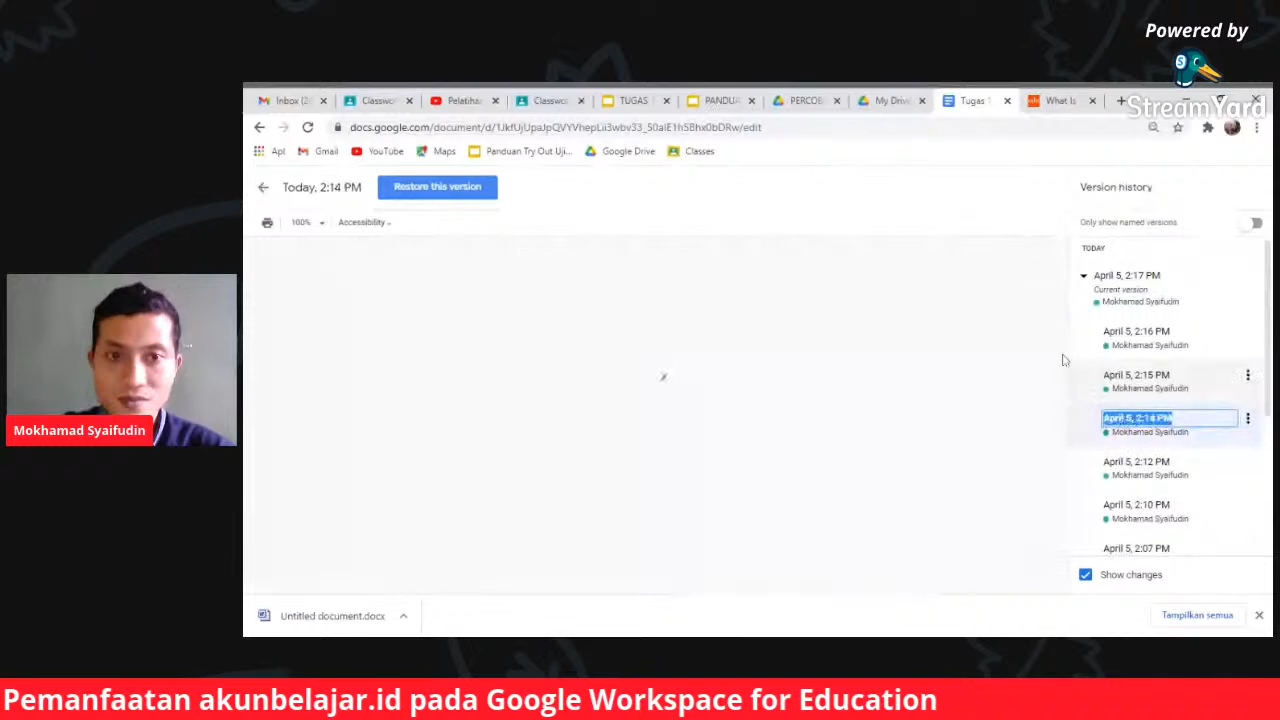 Powered by
StreamYard
Inbox (2
Classwo
Pelatiha
Classwo
TUGAS
PANDUA
PERCOB
My Driv
Tugas
What Is
docs.google.com/document/d/
Apl
Gmail
YouTube
Maps
Panduan Try Out Uji...
Google Drive
Classes
Today, 2:14 PM
Restore this version
100%
Accessibility
Version history
Only show named versions
TODAY
April 5, 2:17 PM
Current version
Mokhamad Syaifudin
April 5, 2:16 PM
Mokhamad Syaifudin
April 5, 2:15 PM
Mokhamad Syaifudin
April 5, 2:14 PM
Mokhamad Syaifudin
April 5, 2:12 PM
Mokhamad Syaifudin
April 5, 2:10 PM
Mokhamad Syaifudin
April 5, 2:07 PM
Show changes
Untitled document.docx
Tampilkan semua
Mokhamad Syaifudin
Pemanfaatan akunbelajar.id pada Google Workspace for Education